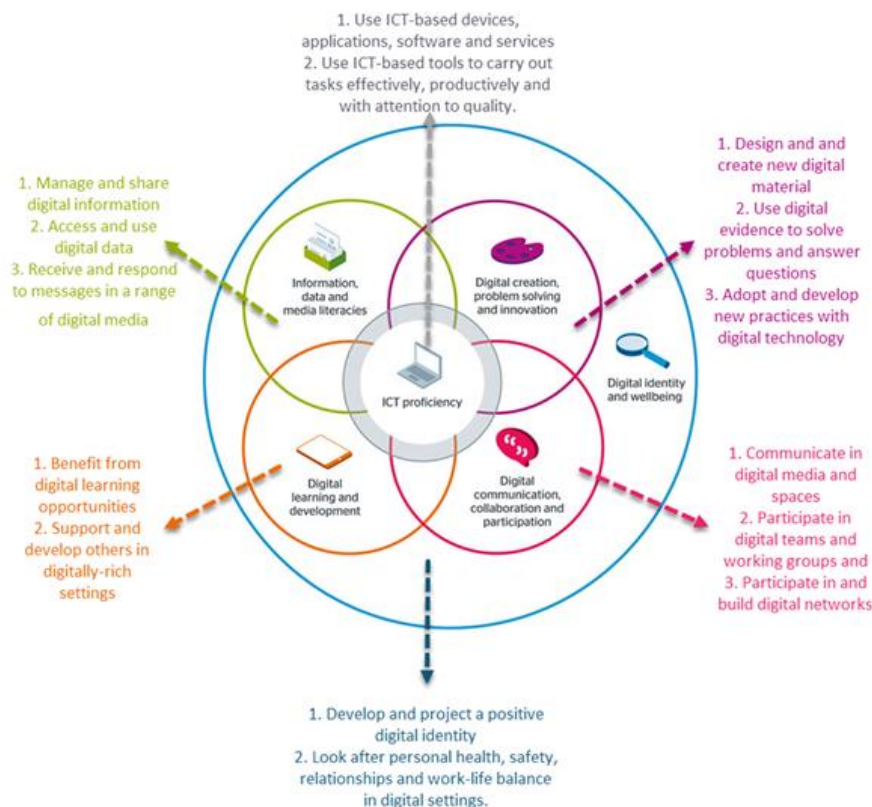 1. Use ICT-based devices,
applications, software and services
2. Use ICT-based tools to carry out
tasks effectively, productively and
with attention to quality.
1. Manage and share
digital information
2. Access and use
digital data
3. Receive and respond
to messages in a range
of digital media
1. Design and and
create new digital
material
2. Use digital
evidence to solve
problems and answer
questions
3. Adopt and develop
new practices with
digital technology
Information,
data and
media literacies
Digital creation,
problem solving
and innovation
ICT proficiency
Digital identity
and wellbeing
Digital
learning and
development
Digital
communication,
collaboration and
participation
1. Benefit from
digital learning
opportunities
2. Support and
develop others in
digitally-rich
settings
1. Communicate in
digital media and
spaces
2. Participate in
digital teams and
working groups and
3. Participate in and
build digital networks
1. Develop and project a positive
digital identity
2. Look after personal health, safety,
relationships and work-life balance
in digital settings.